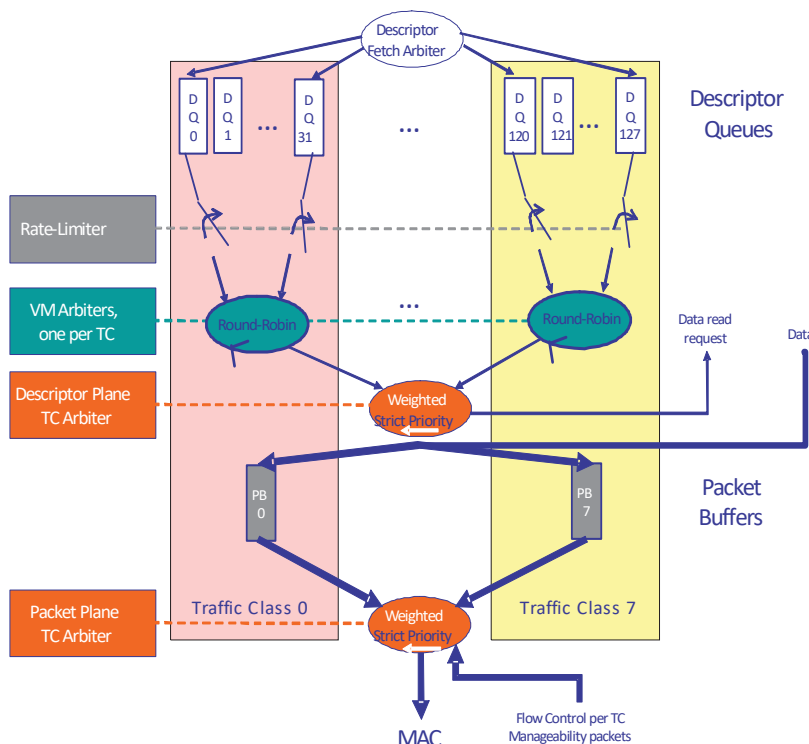 Descriptor
Fetch Arbiter
D
Q
0
D
Q
1
...
D
Q
31
...
D
Q
120
D
Q
121
...
D
Q
127
Descriptor
Queues
Rate-Limiter
VM Arbiters,
one per TC
Round-Robin
...
Round-Robin
Data read
request
Data
Descriptor Plane
TC Arbiter
Weighted
Strict Priority
PB
0
PB
7
Packet
Buffers
Packet Plane
TC Arbiter
Traffic Class 0
Weighted
Strict Priority
Traffic Class 7
MAC
Flow Control per TC
Manageability packets